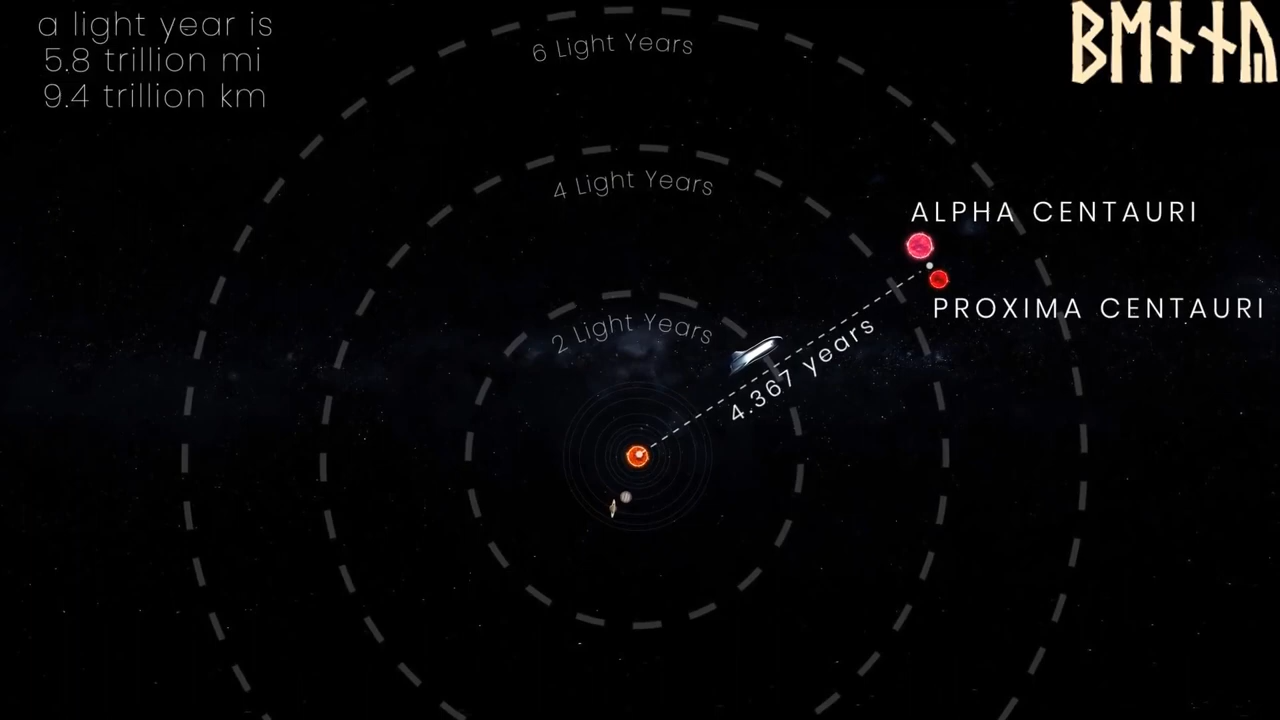 a light year is
5.8 trillion mi
9.4 trillion km
6 Light Years
4 Light Years
ALPHA CENTAURI
PROXIMA CENTAURI
2 Light Years
4.367 years